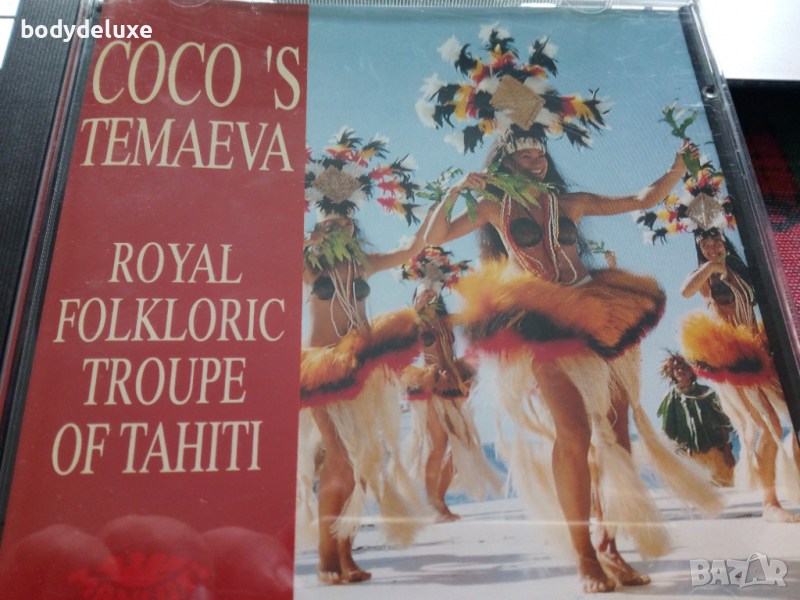 bodydeluxe
COCO 'S
TEMAEVA
ROYAL
FOLKLORIC
TROUPE
OF TAHITI
BAZAR